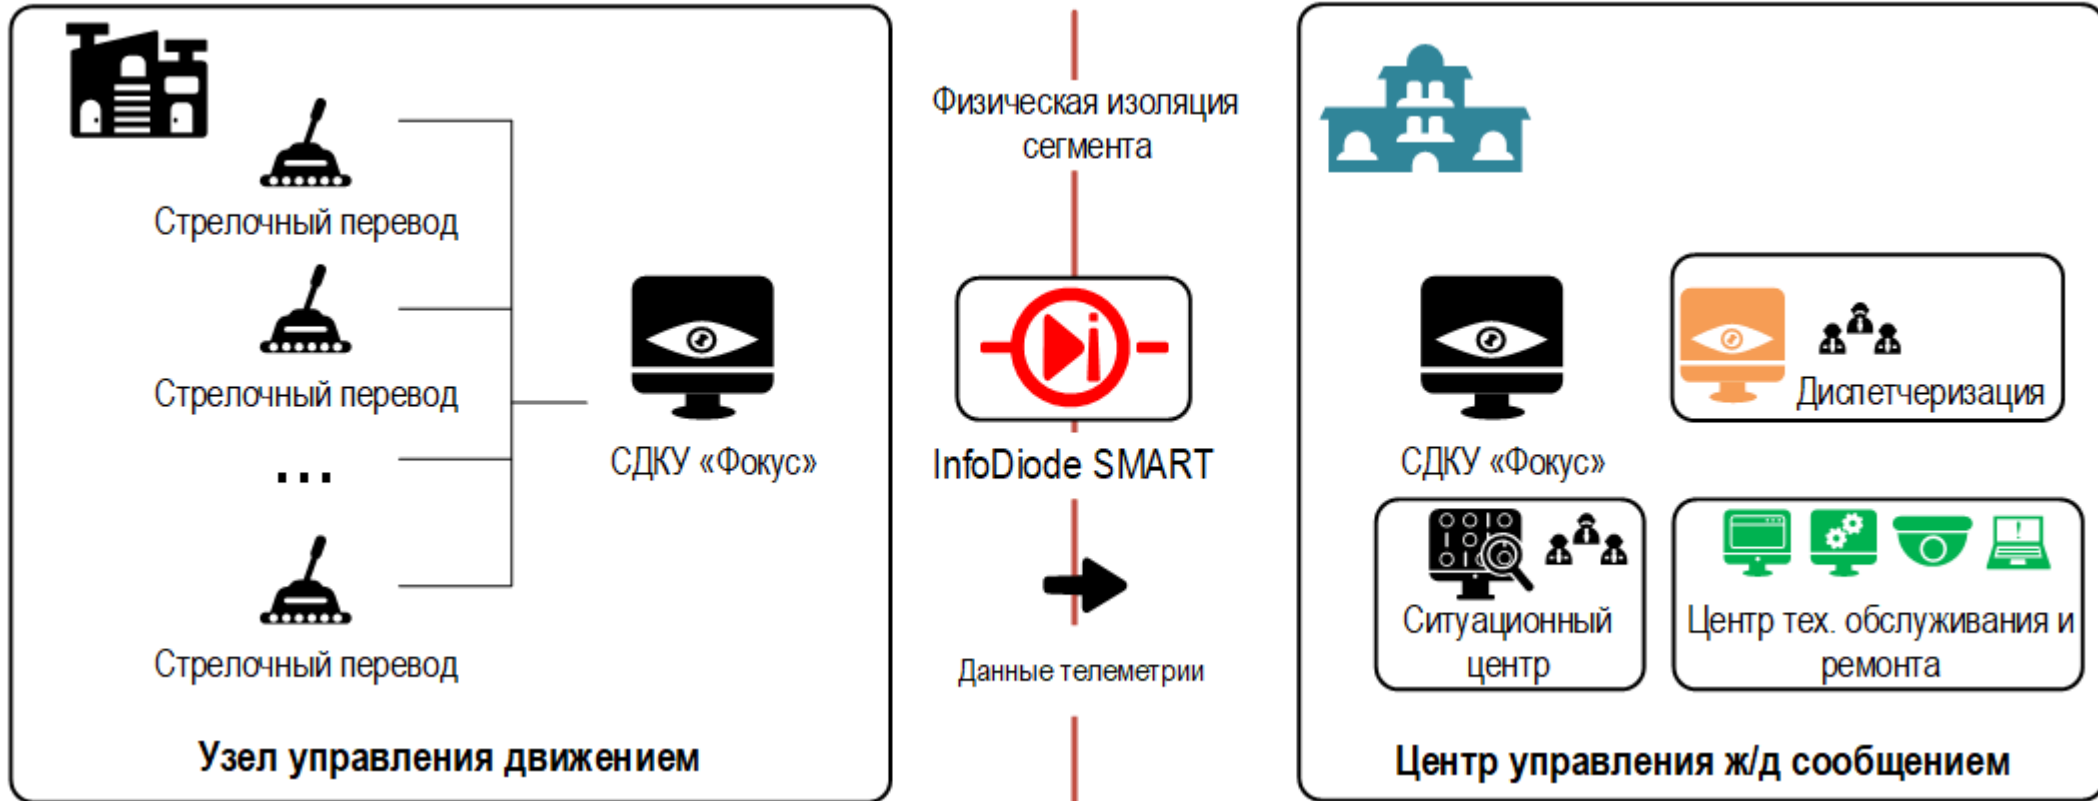 Стрелочный перевод
Стрелочный перевод
...
Стрелочный перевод
СДКУ «Фокус»
Узел управления движением
Физическая изоляция
сегмента
InfoDiode SMART
Данные телеметрии
СДКУ «Фокус»
Диспетчеризация
Ситуационный
центр
Центр тех. обслуживания и
ремонта
Центр управления ж/д сообщением